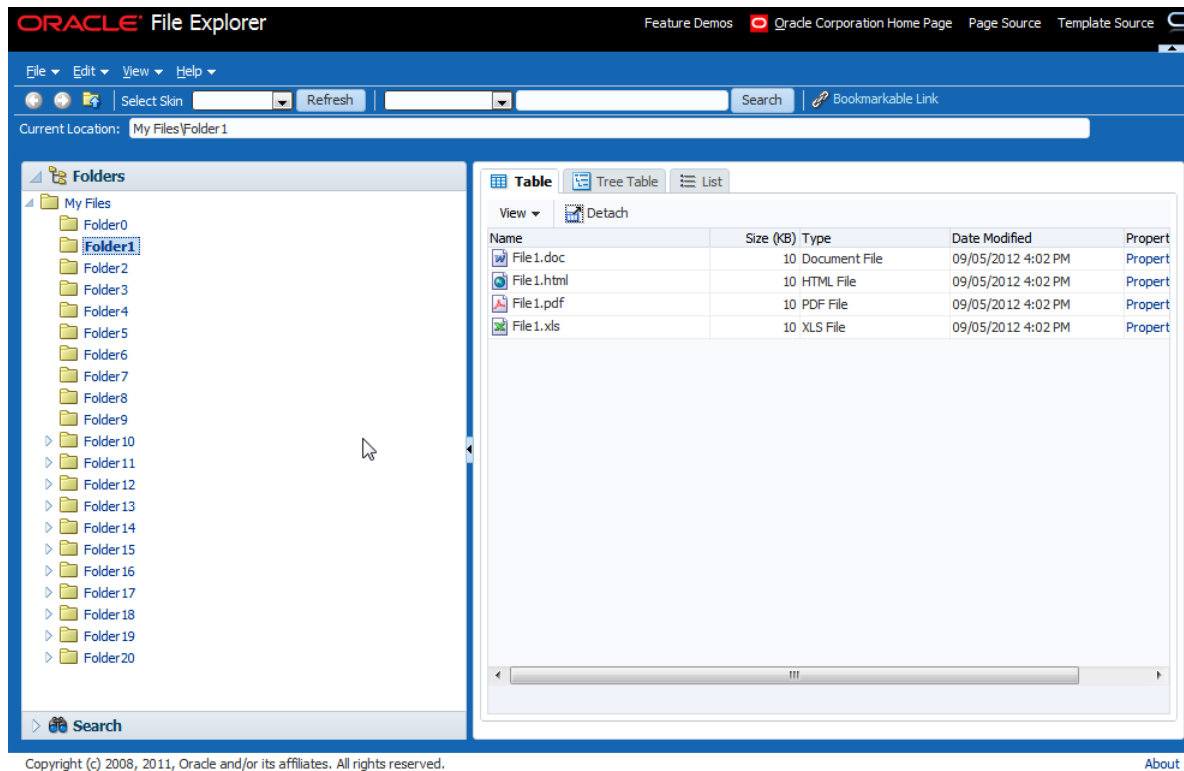 ORACLE File Explorer
Feature Demos Oracle Corporation Home Page Page Source Template Source
File Edit View Help
Select Skin Refresh Search Bookmarkable Link
Current Location: My Files\Folder1
Folders
My Files
Folder0
Folder1
Folder2
Folder3
Folder4
Folder5
Folder6
Folder7
Folder8
Folder9
Folder10
Folder11
Folder12
Folder13
Folder14
Folder15
Folder16
Folder17
Folder18
Folder19
Folder20
Search
Table Tree Table List
View Detach
Name Size (KB) Type Date Modified Propert
File1.doc 10 Document File 09/05/2012 4:02 PM Propert
File1.html 10 HTML File 09/05/2012 4:02 PM Propert
File1.pdf 10 PDF File 09/05/2012 4:02 PM Propert
File1.xls 10 XLS File 09/05/2012 4:02 PM Propert
Copyright (c) 2008, 2011, Oracle and/or its affiliates. All rights reserved.
About